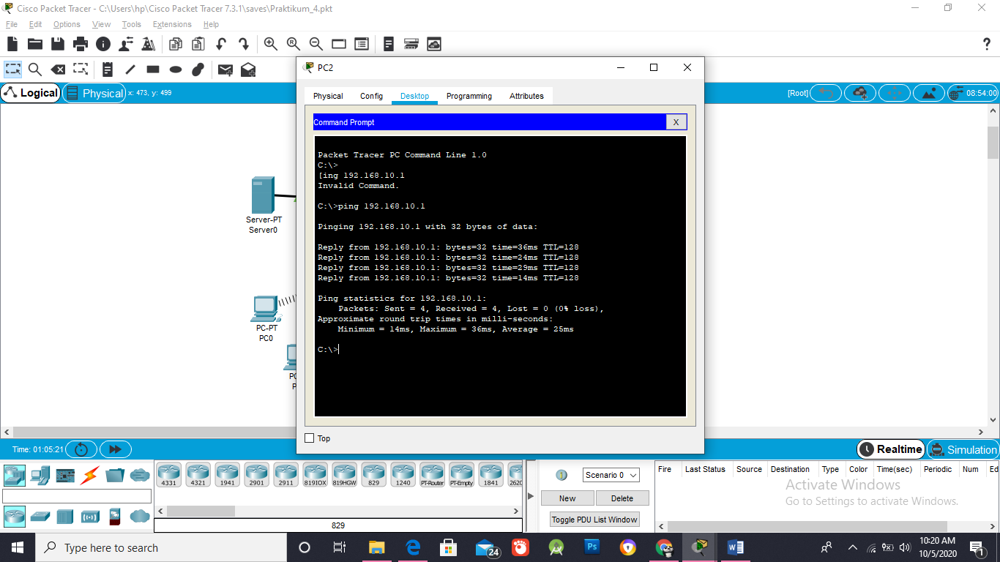 Cisco Packet Tracer - C:\Users\hp\Cisco Packet Tracer 7.3.1\saves\Praktikum_4.pkt
File Edit Options View Tools Extensions Help
?
PC2
Logical Physical x: 473, y: 499
[Root] 08:54:00
Physical Config Desktop Programming Attributes
Command Prompt X
Packet Tracer PC Command Line 1.0
C:\>
[ing 192.168.10.1
Invalid Command.
C:\>ping 192.168.10.1
Pinging 192.168.10.1 with 32 bytes of data:
Reply from 192.168.10.1: bytes=32 time=36ms TTL=128
Reply from 192.168.10.1: bytes=32 time=24ms TTL=128
Reply from 192.168.10.1: bytes=32 time=29ms TTL=128
Reply from 192.168.10.1: bytes=32 time=14ms TTL=128
Ping statistics for 192.168.10.1:
Packets: Sent = 4, Received = 4, Lost = 0 (0% loss),
Approximate round trip times in milli-seconds:
Minimum = 14ms, Maximum = 36ms, Average = 25ms
C:\>
Server-PT
Server0
PC-PT
PC0
PC
P
Top
Time: 01:05:21
Realtime Simulation
4331 4321 1941 2901 2911 819IOX 819HGW 829 1240 PT-Router PT-Empty 1841 2620
829
Scenario 0
New Delete
Toggle PDU List Window
Fire Last Status Source Destination Type Color Time(sec) Periodic Num Ed
Activate Windows
Go to Settings to activate Windows.
Type here to search
24
Ps
10:20 AM
10/5/2020
1